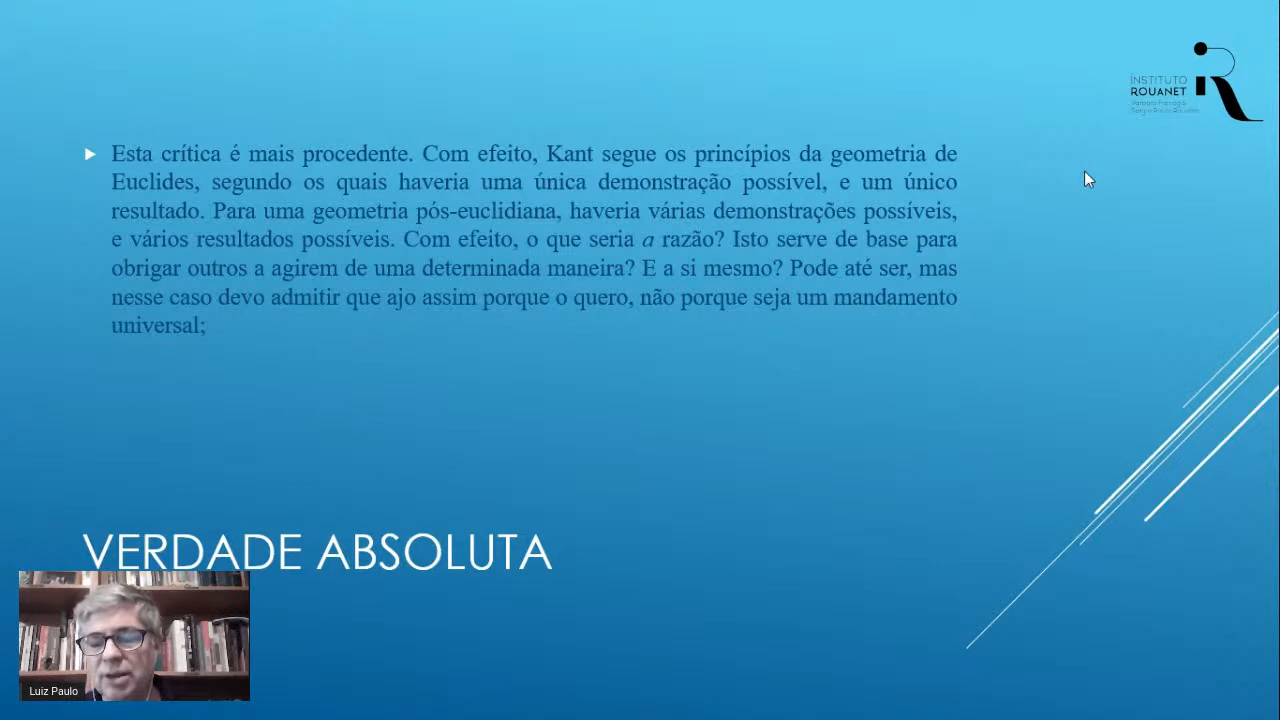 INSTITUTO
ROUANET
Esta crítica é mais procedente. Com efeito, Kant segue os princípios da geometria de
Euclides, segundo os quais haveria uma única demonstração possível, e um único
resultado. Para uma geometria pós-euclidiana, haveria várias demonstrações possíveis,
e vários resultados possíveis. Com efeito, o que seria a razão? Isto serve de base para
obrigar outros a agirem de uma determinada maneira? E a si mesmo? Pode até ser, mas
nesse caso devo admitir que ajo assim porque o quero, não porque seja um mandamento
universal;
VERDADE ABSOLUTA
Luiz Paulo